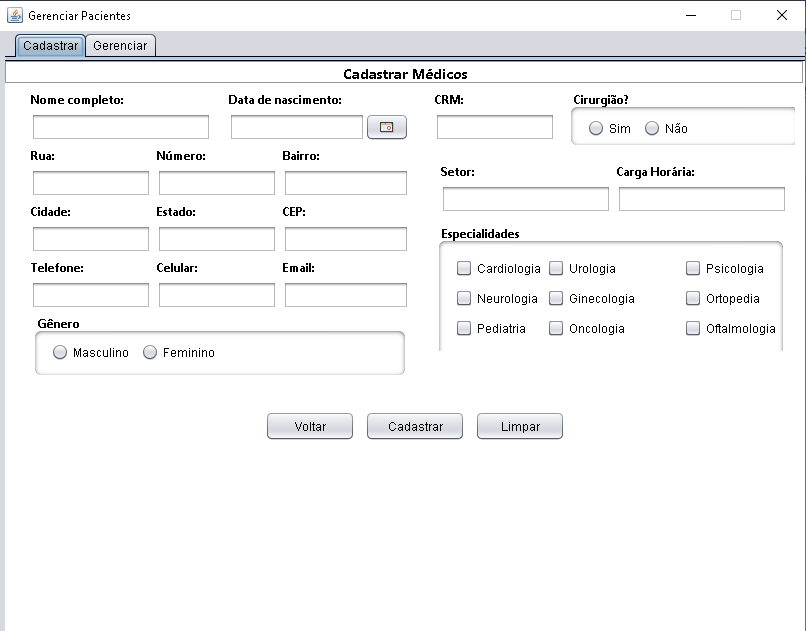 Gerenciar Pacientes
Cadastrar Gerenciar
Cadastrar Médicos
Nome completo: Data de nascimento: CRM: Cirurgião?
Sim Não
Rua: Número: Bairro:
Setor: Carga Horária:
Cidade: Estado: CEP:
Especialidades
Telefone: Celular: Email:
Cardiologia Urologia Psicologia
Neurologia Ginecologia Ortopedia
Pediatria Oncologia Oftalmologia
Gênero
Masculino Feminino
Voltar Cadastrar Limpar